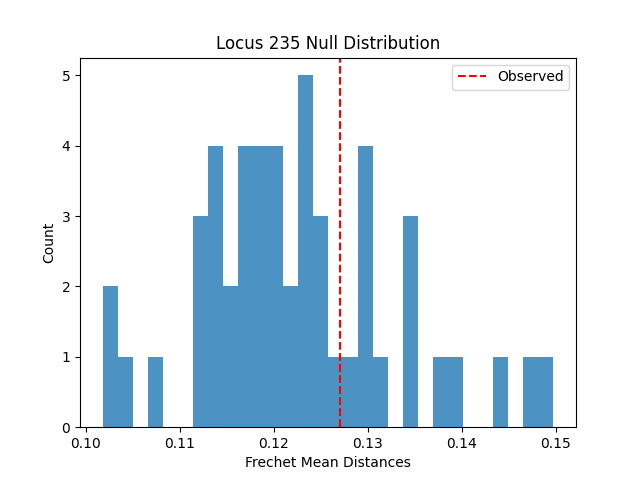 Locus 235 Null Distribution
Observed
5
4
3
2
1
0
Count
0.10 0.11 0.12 0.13 0.14 0.15
Frechet Mean Distances